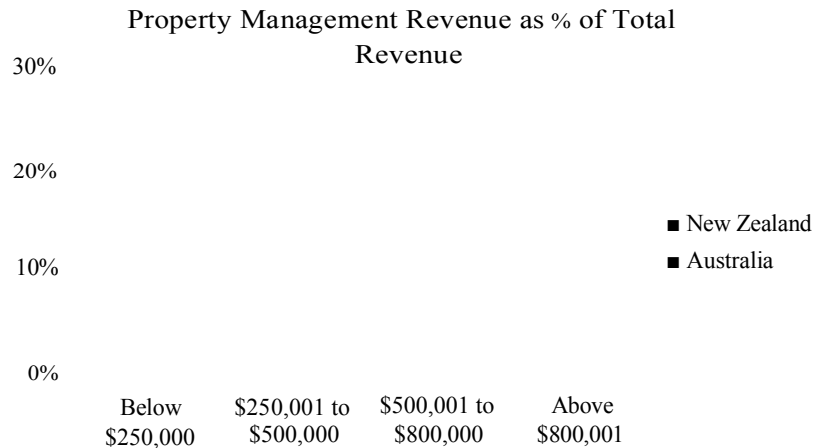 Property Management Revenue as % of Total
Revenue
30%
20%
10%
0%
■ New Zealand
■ Australia
Below
$250,000
$250,001 to
$500,000
$500,001 to
$800,000
Above
$800,001